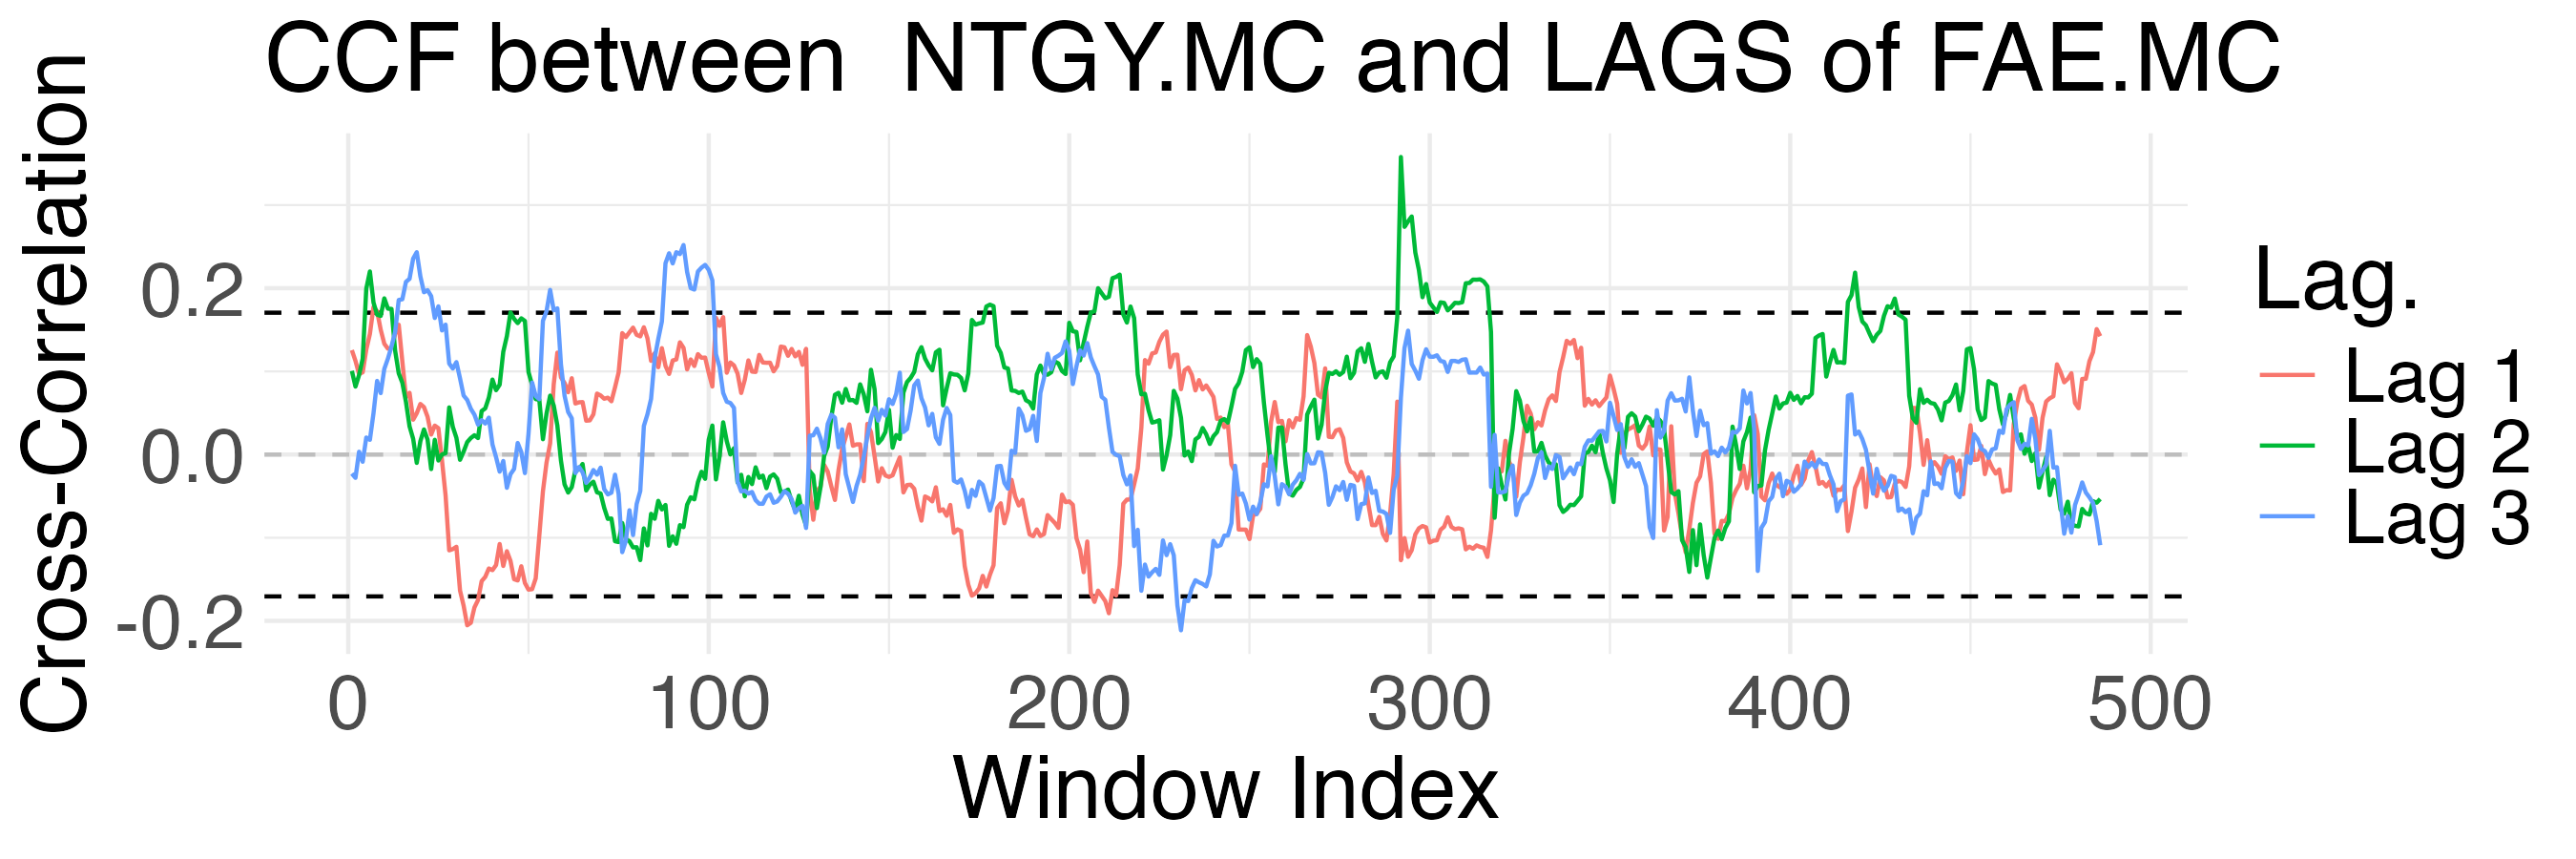 CCF between  NTGY.MC and LAGS of FAE.MC
Cross-Correlation
0.2
0.0
-0.2
0
100
200
300
400
500
Window Index
Lag.
Lag 1
Lag 2
Lag 3